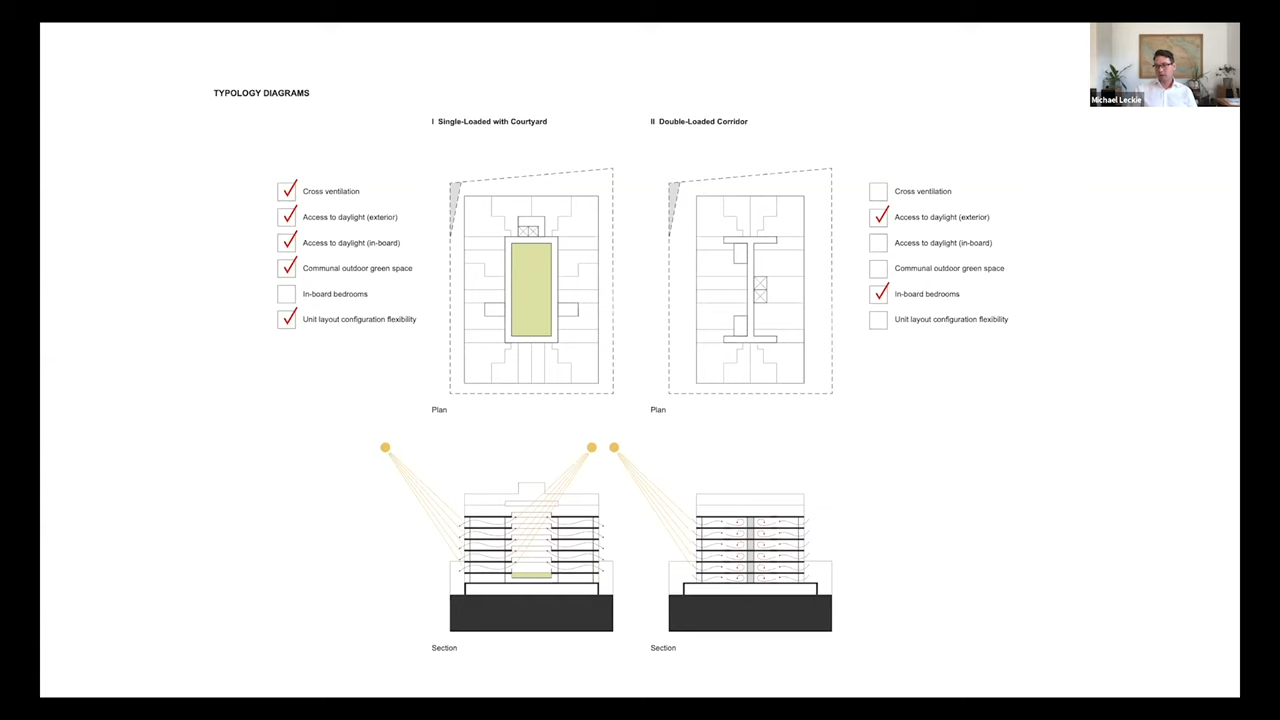 Michael Leckie
TYPOLOGY DIAGRAMS
I Single-Loaded with Courtyard
II Double-Loaded Corridor
Cross ventilation
Access to daylight (exterior)
Access to daylight (in-board)
Communal outdoor green space
In-board bedrooms
Unit layout configuration flexibility
Cross ventilation
Access to daylight (exterior)
Access to daylight (in-board)
Communal outdoor green space
In-board bedrooms
Unit layout configuration flexibility
Plan
Plan
Section
Section